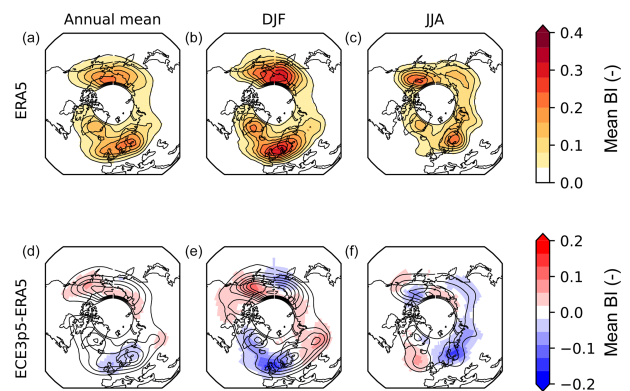 Annual mean DJF JJA
(a) (b) (c)
ERA5
0.4
0.3
0.2
0.1
0.0
Mean BI (-)
(d) (e) (f)
ECE3p5-ERA5
0.2
0.1
0.0
−0.1
−0.2
Mean BI (-)